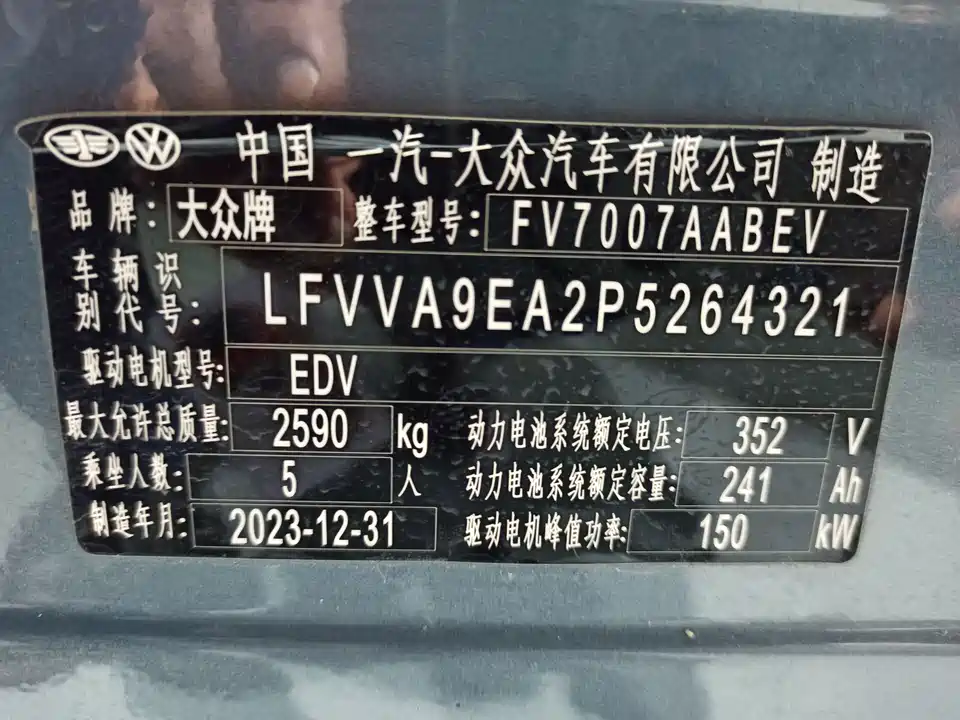 中国 一汽-大众汽车有限公司 制造
品牌: 大众牌 整车型号: FV7007AABEV
车辆识别代号: LFVVA9EA2P5264321
驱动电机型号: EDV
最大允许总质量: 2590 kg 动力电池系统额定电压: 352 V
乘坐人数: 5 人 动力电池系统额定容量: 241 Ah
制造年月: 2023-12-31 驱动电机峰值功率: 150 kW